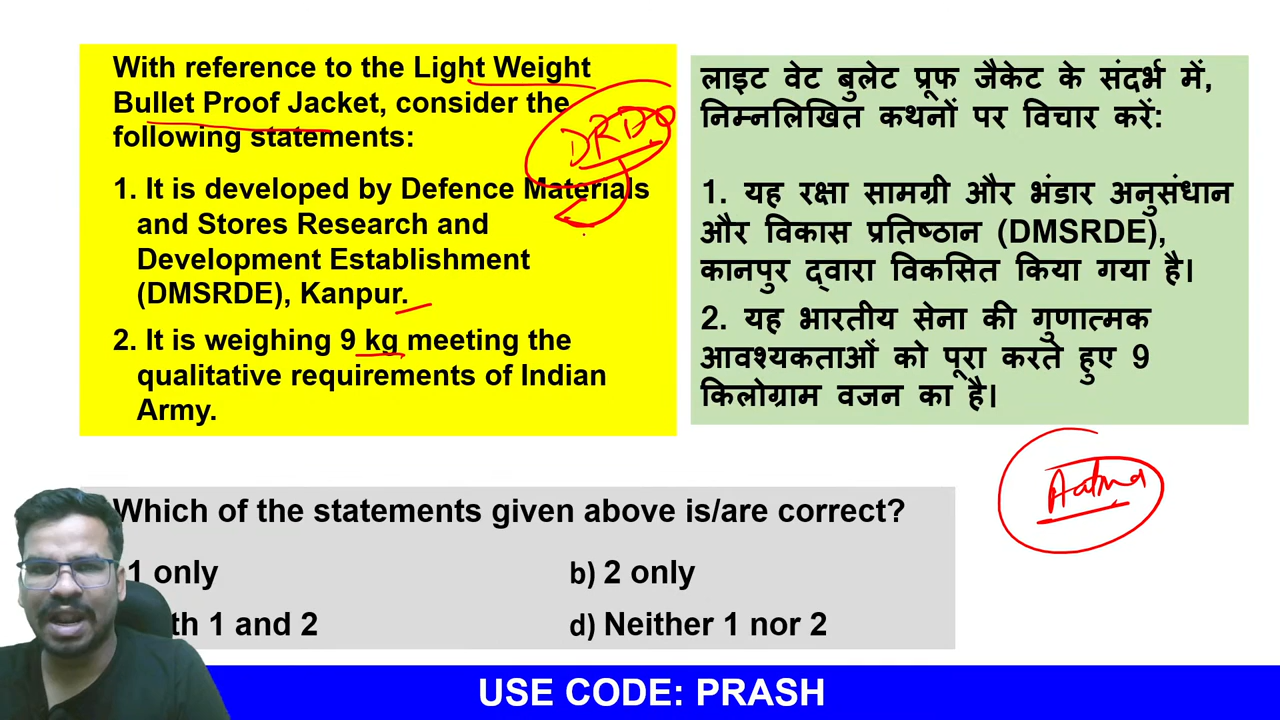 With reference to the Light Weight
Bullet Proof Jacket, consider the
following statements:
DRDO
1. It is developed by Defence Materials
and Stores Research and
Development Establishment
(DMSRDE), Kanpur.
2. It is weighing 9 kg meeting the
qualitative requirements of Indian
Army.
लाइट वेट बुलेट प्रूफ जैकेट के संदर्भ में,
निम्नलिखित कथनों पर विचार करें:
1. यह रक्षा सामग्री और भंडार अनुसंधान
और विकास प्रतिष्ठान (DMSRDE),
कानपुर द्वारा विकसित किया गया है।
2. यह भारतीय सेना की गुणात्मक
आवश्यकताओं को पूरा करते हुए 9
किलोग्राम वजन का है।
Which of the statements given above is/are correct?
1 only
b) 2 only
th 1 and 2
d) Neither 1 nor 2
USE CODE: PRASH